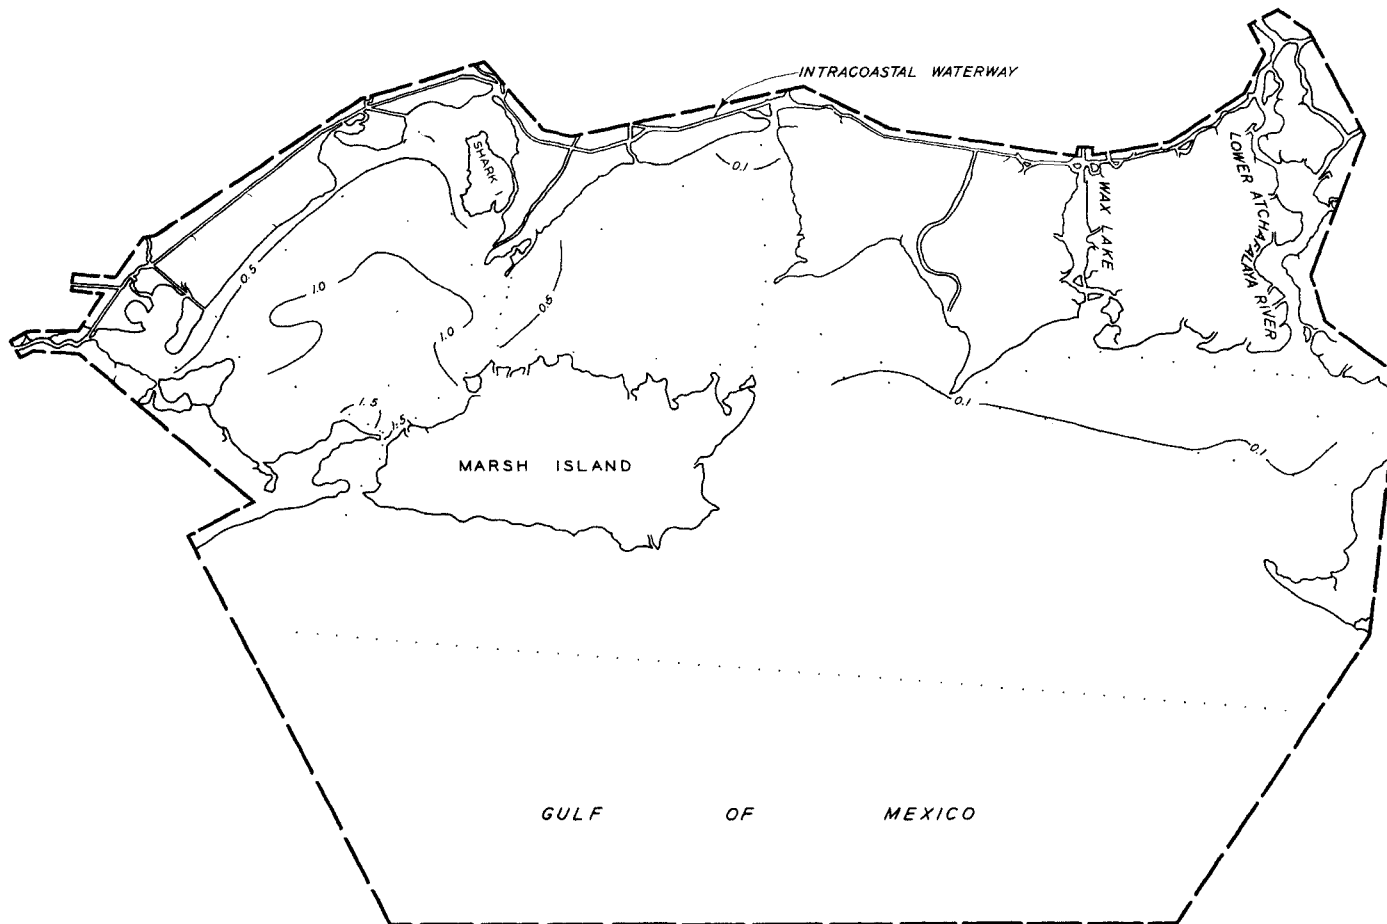 INTRACOASTAL WATERWAY
SHARK I.
0.1
WAX LAKE
LOWER ATCHAFALAYA RIVER
0.5
1.0
0.5
1.0
1.5
1.5
0.1
0.1
MARSH ISLAND
GULF OF MEXICO